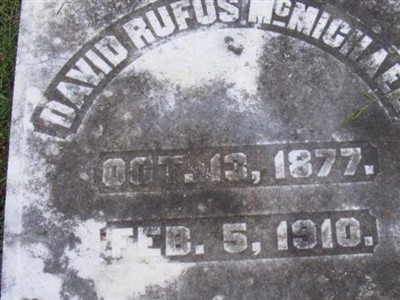 DAVID RUFUS McMICHAEL
OCT. 13, 1877.
FEB. 5, 1910.